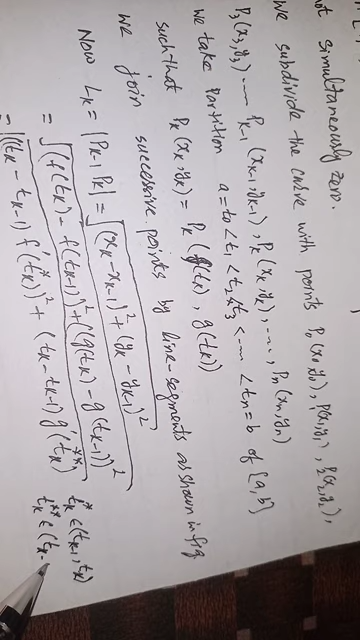 not simultaneously zero.
we subdivide the curve with points P₀(x₀,y₀), P₁(x₁,y₁), P₂(x₂,y₂),
P₃(x₃,y₃) .... Pₖ₋₁(xₖ₋₁,yₖ₋₁), Pₖ(xₖ,yₖ), ...., Pₙ(xₙ,yₙ)
we take Partition a=t₀<t₁<t₂<t₃<....<tₙ=b of [a,b]
such that Pₖ(xₖ,yₖ) = Pₖ(f(tₖ), g(tₖ))
We join successive points by line-segments as shown in fig
Now Lₖ = |Pₖ₋₁Pₖ| = √((xₖ-xₖ₋₁)² + (yₖ-yₖ₋₁)²)
= √((f(tₖ)-f(tₖ₋₁))² + (g(tₖ)-g(tₖ₋₁))²)
= √((tₖ-tₖ₋₁) f'(tₖ*))² + (tₖ-tₖ₋₁) g(tₖ**)
tₖ* ∈ (tₖ₋₁, tₖ)
tₖ** ∈ (tₖ-